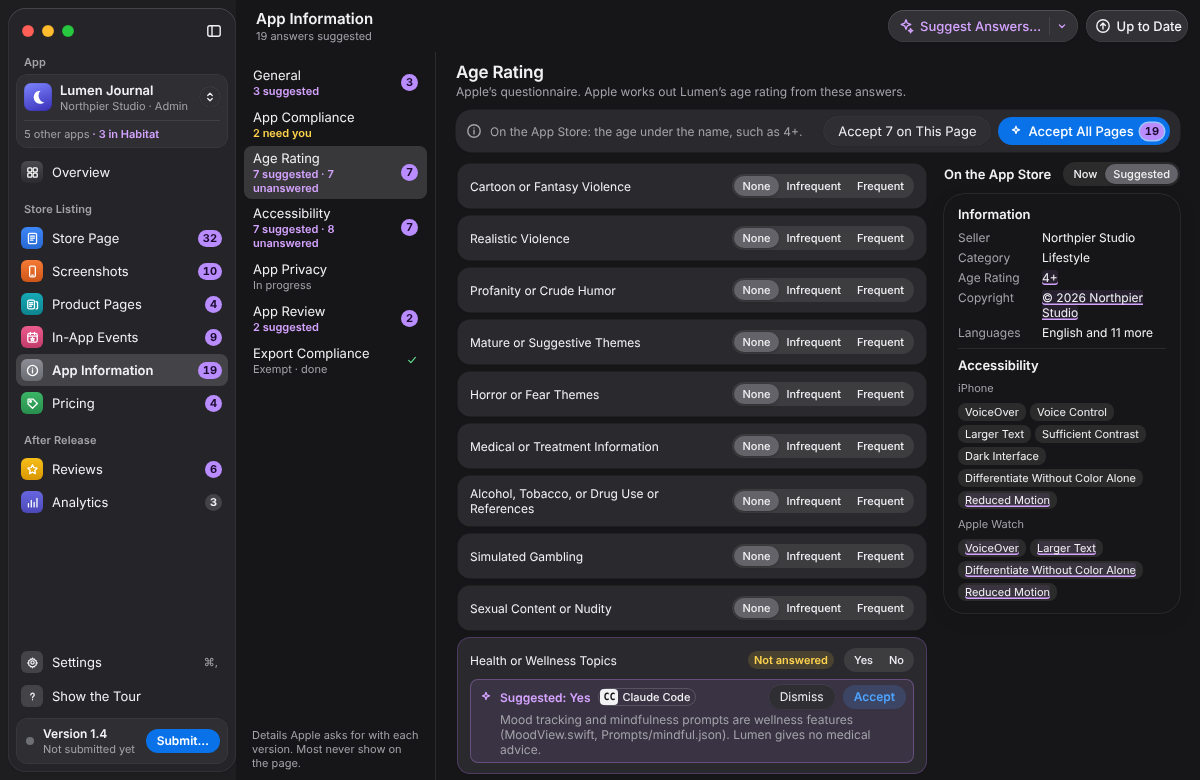 App
Lumen Journal
Northpier Studio · Admin
5 other apps · 3 in Habitat
Overview
Store Listing
Store Page 32
Screenshots 10
Product Pages 4
In-App Events 9
App Information 19
Pricing 4
After Release
Reviews 6
Analytics 3
Settings ⌘,
? Show the Tour
Version 1.4
Not submitted yet
Submit...
App Information
19 answers suggested
Suggest Answers...
Up to Date
General
3 suggested
3
App Compliance
2 need you
Age Rating
7 suggested · 7
unanswered
7
Accessibility
7 suggested · 8
unanswered
7
App Privacy
In progress
App Review
2 suggested
2
Export Compliance
Exempt · done
Details Apple asks for with each
version. Most never show on
the page.
Age Rating
Apple's questionnaire. Apple works out Lumen's age rating from these answers.
On the App Store: the age under the name, such as 4+.
Accept 7 on This Page
Accept All Pages 19
Cartoon or Fantasy Violence None Infrequent Frequent
Realistic Violence None Infrequent Frequent
Profanity or Crude Humor None Infrequent Frequent
Mature or Suggestive Themes None Infrequent Frequent
Horror or Fear Themes None Infrequent Frequent
Medical or Treatment Information None Infrequent Frequent
Alcohol, Tobacco, or Drug Use or
References
None Infrequent Frequent
Simulated Gambling None Infrequent Frequent
Sexual Content or Nudity None Infrequent Frequent
Health or Wellness Topics Not answered Yes No
Suggested: Yes CC Claude Code Dismiss Accept
Mood tracking and mindfulness prompts are wellness features
(MoodView.swift, Prompts/mindful.json). Lumen gives no medical
advice.
On the App Store Now Suggested
Information
Seller Northpier Studio
Category Lifestyle
Age Rating 4+
Copyright © 2026 Northpier
Studio
Languages English and 11 more
Accessibility
iPhone
VoiceOver Voice Control
Larger Text Sufficient Contrast
Dark Interface
Differentiate Without Color Alone
Reduced Motion
Apple Watch
VoiceOver Larger Text
Differentiate Without Color Alone
Reduced Motion